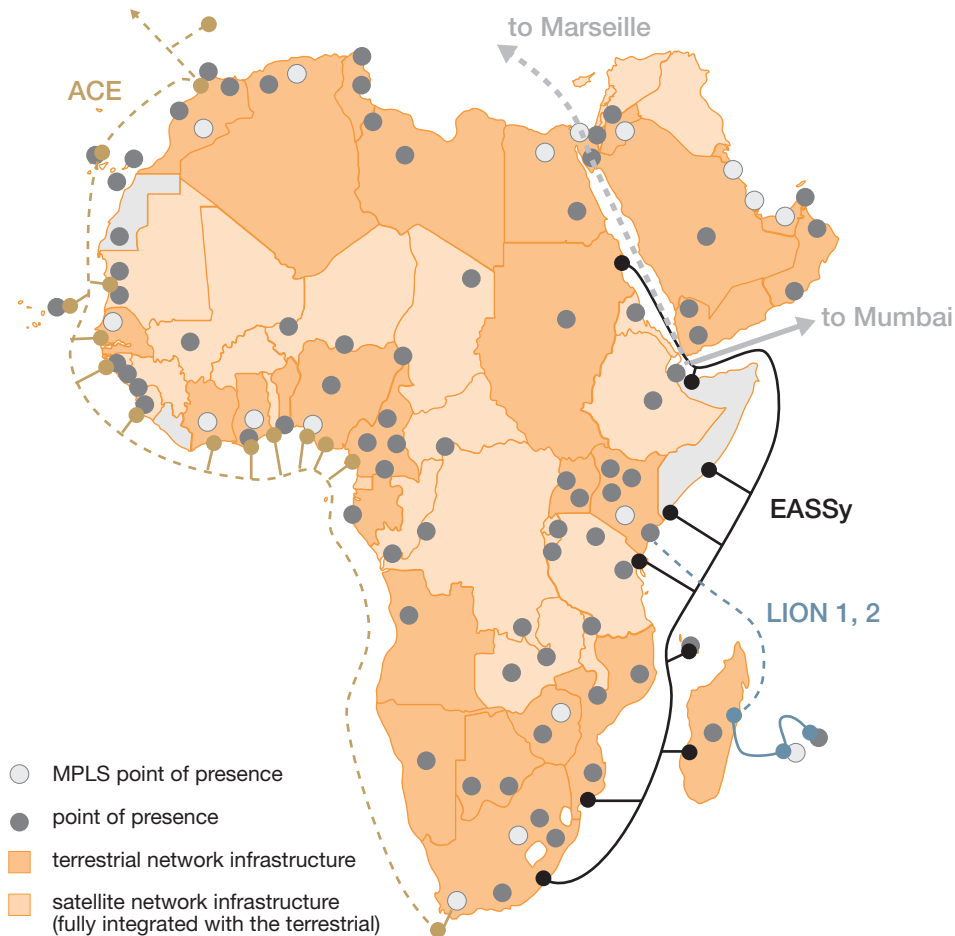 to Marseille
ACE
to Mumbai
EASSy
LION 1, 2
MPLS point of presence
point of presence
terrestrial network infrastructure
satellite network infrastructure
(fully integrated with the terrestrial)